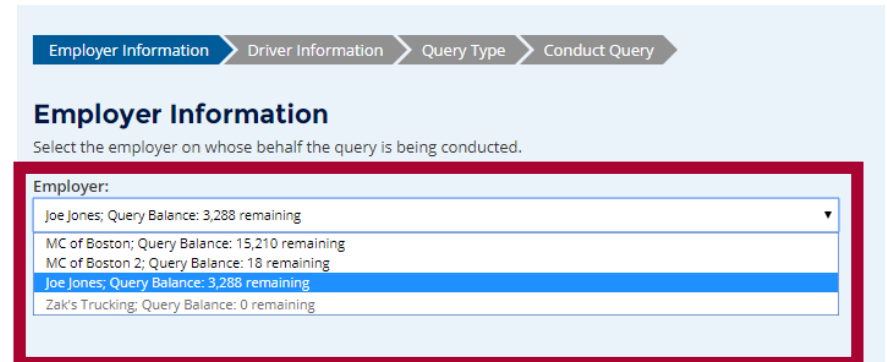 Employer Information Driver Information Query Type Conduct Query
Employer Information
Select the employer on whose behalf the query is being conducted.
Employer:
Joe Jones; Query Balance: 3,288 remaining
MC of Boston; Query Balance: 15,210 remaining
MC of Boston 2; Query Balance: 18 remaining
Joe Jones; Query Balance: 3,288 remaining
Zak's Trucking; Query Balance: 0 remaining